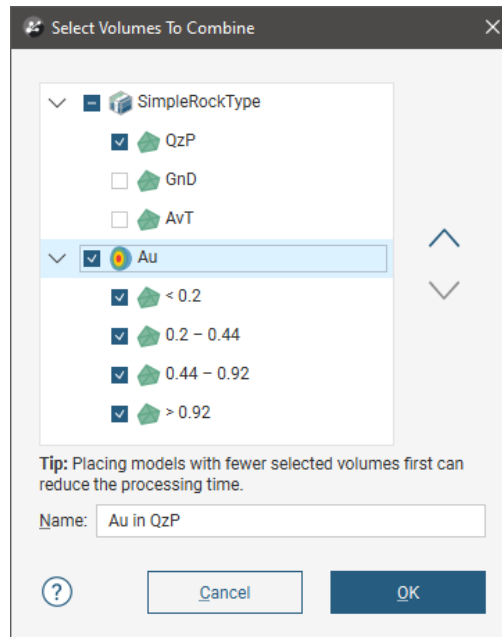 Select Volumes To Combine
SimpleRockType
QzP
GnD
AvT
Au
< 0.2
0.2 – 0.44
0.44 – 0.92
> 0.92
Tip: Placing models with fewer selected volumes first can
reduce the processing time.
Name: Au in QzP
? Cancel OK